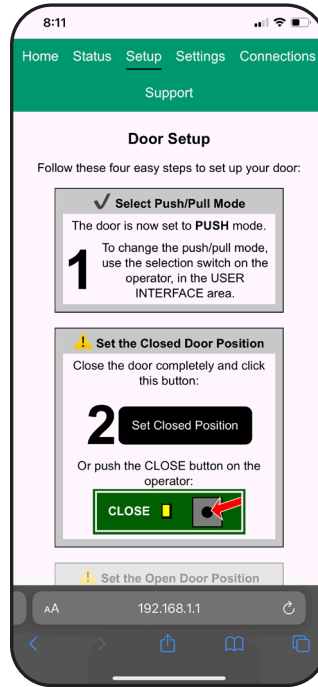 8:11
Home Status Setup Settings Connections
Support
Door Setup
Follow these four easy steps to set up your door:
Select Push/Pull Mode
The door is now set to PUSH mode.
1
To change the push/pull mode,
use the selection switch on the
operator, in the USER
INTERFACE area.
Set the Closed Door Position
Close the door completely and click
this button:
2
Set Closed Position
Or push the CLOSE button on the
operator:
CLOSE
Set the Open Door Position
AA
192.168.1.1